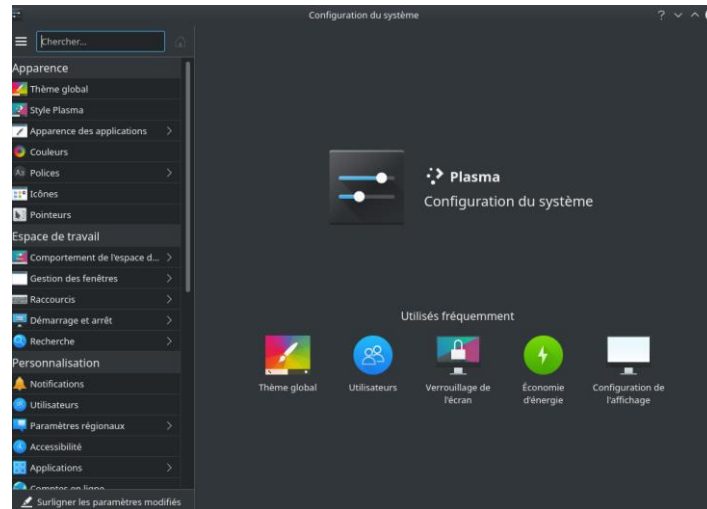 Configuration du système
Chercher...
Apparence
Thème global
Style Plasma
Apparence des applications
Couleurs
Polices
Icônes
Pointeurs
Espace de travail
Comportement de l'espace d...
Gestion des fenêtres
Raccourcis
Démarrage et arrêt
Recherche
Personnalisation
Notifications
Utilisateurs
Paramètres régionaux
Accessibilité
Applications
Comptes en ligne
Surligner les paramètres modifiés
Plasma
Configuration du système
Utilisés fréquemment
Thème global
Utilisateurs
Verrouillage de
l'écran
Économie
d'énergie
Configuration de
l'affichage